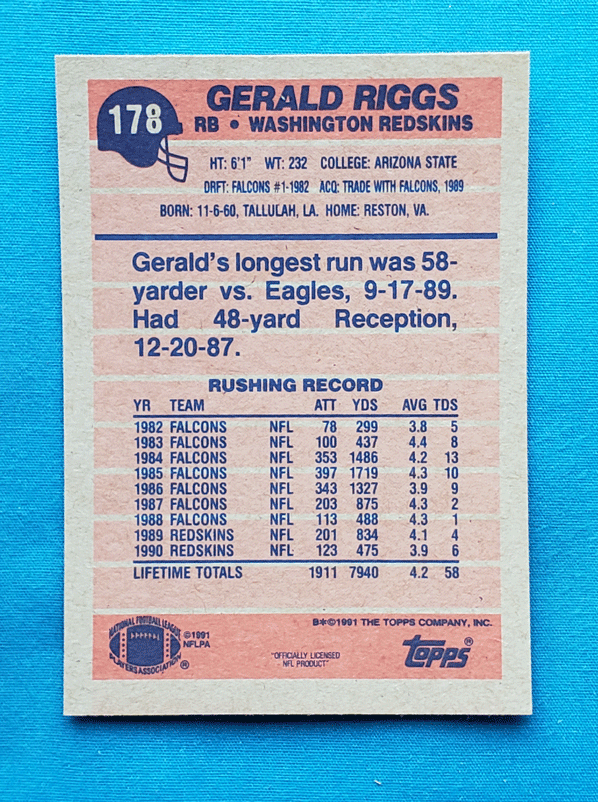 178
GERALD RIGGS
RB • WASHINGTON REDSKINS
HT: 6'1" WT: 232 COLLEGE: ARIZONA STATE
DRFT: FALCONS #1-1982 ACQ: TRADE WITH FALCONS, 1989
BORN: 11-6-60, TALLULAH, LA. HOME: RESTON, VA.
Gerald's longest run was 58-
yarder vs. Eagles, 9-17-89.
Had 48-yard Reception,
12-20-87.
RUSHING RECORD
YR TEAM ATT YDS AVG TDS
1982 FALCONS NFL 78 299 3.8 5
1983 FALCONS NFL 100 437 4.4 8
1984 FALCONS NFL 353 1486 4.2 13
1985 FALCONS NFL 397 1719 4.3 10
1986 FALCONS NFL 343 1327 3.9 9
1987 FALCONS NFL 203 875 4.3 2
1988 FALCONS NFL 113 488 4.3 1
1989 REDSKINS NFL 201 834 4.1 4
1990 REDSKINS NFL 123 475 3.9 6
LIFETIME TOTALS 1911 7940 4.2 58
B*©1991 THE TOPPS COMPANY, INC.
NATIONAL FOOTBALL LEAGUE
PLAYERS ASSOCIATION ®
©1991
NFLPA
"OFFICIALLY LICENSED
NFL PRODUCT"
topps®